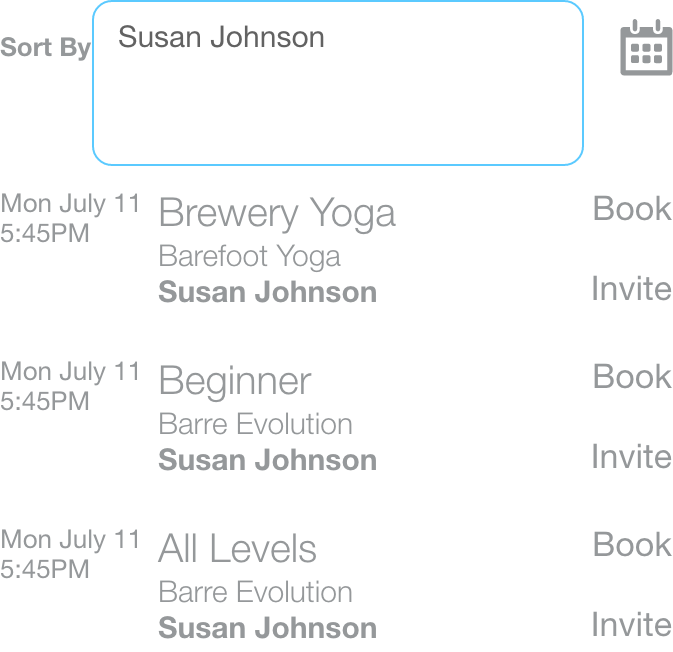 Sort By Susan Johnson
Mon July 11 Brewery Yoga Book
5:45PM Barefoot Yoga
Susan Johnson Invite
Mon July 11 Beginner Book
5:45PM Barre Evolution
Susan Johnson Invite
Mon July 11 All Levels Book
5:45PM Barre Evolution
Susan Johnson Invite